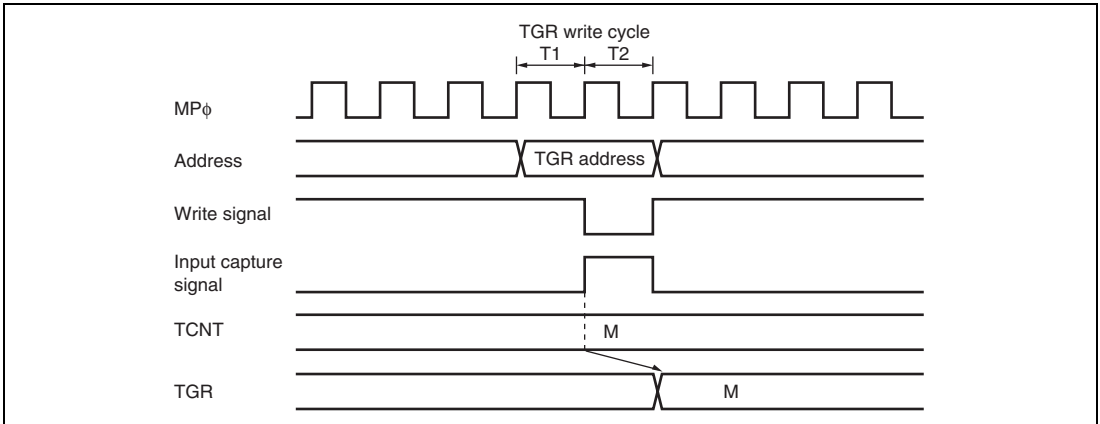 TGR write cycle
T1 T2
MPϕ
Address
TGR address
Write signal
Input capture
signal
TCNT
M
TGR
M